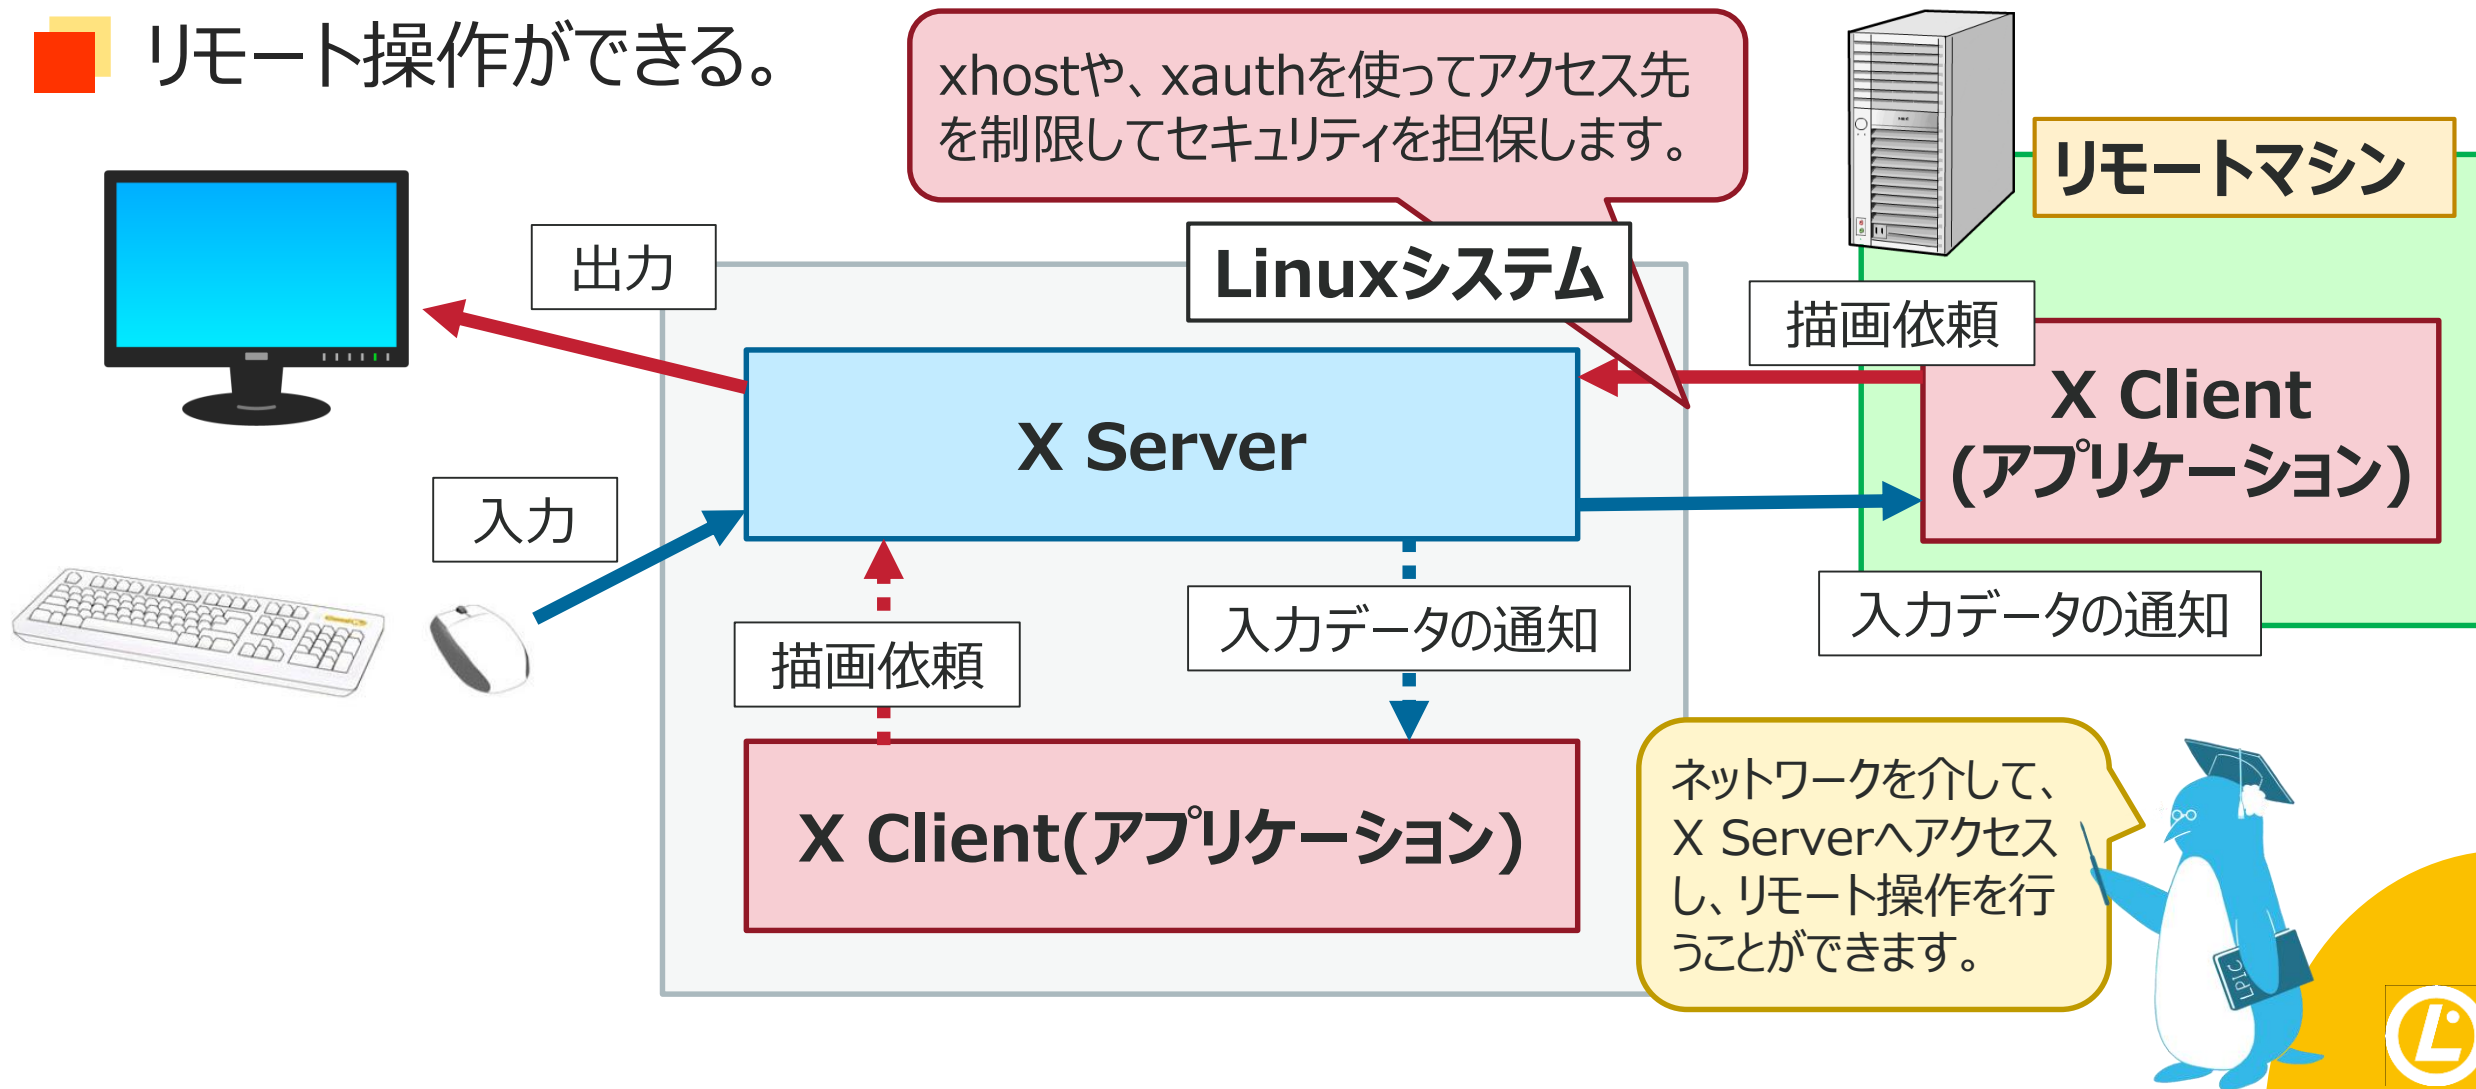 リモート操作ができる。
xhostや、xauthを使ってアクセス先
を制限してセキュリティを担保します。
リモートマシン
出力
Linuxシステム
描画依頼
X Server
X Client
(アプリケーション)
入力
入力データの通知
描画依頼
入力データの通知
X Client(アプリケーション)
ネットワークを介して、
X Serverへアクセス
し、リモート操作を行
うことができます。
LPIC
L